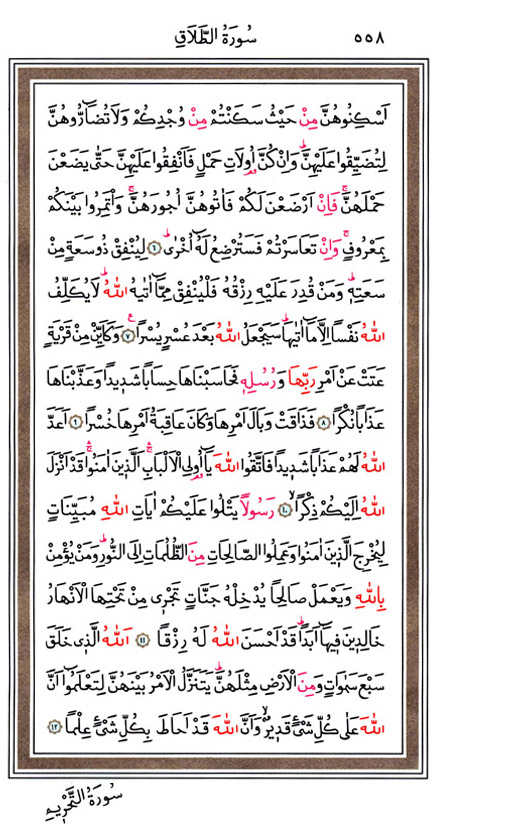 سُورَةُ الطَّلَاقِ ٥٥٨
اَسْكِنُوهُنَّ مِنْ حَيْثُ سَكَنْتُمْ مِنْ وُجْدِكُمْ وَلَا تُضَٓارُّوهُنَّ
لِتُضَيِّقُوا عَلَيْهِنَّۜ وَاِنْ كُنَّ اُولَاتِ حَمْلٍ فَاَنْفِقُوا عَلَيْهِنَّ حَتّٰى يَضَعْنَ
حَمْلَهُنَّۚ فَاِنْ اَرْضَعْنَ لَكُمْ فَاٰتُوهُنَّ اُجُورَهُنَّۚ وَأْتَمِرُوا بَيْنَكُمْ
بِمَعْرُوفٍۚ وَاِنْ تَعَاسَرْتُمْ فَسَتُرْضِعُ لَهُٓ اُخْرٰىۜ ﴿٦﴾ لِيُنْفِقْ ذُو سَعَةٍ مِنْ
سَعَتِه۪ۜ وَمَنْ قُدِرَ عَلَيْهِ رِزْقُهُ فَلْيُنْفِقْ مِمَّٓا اٰتٰيهُ اللّٰهُۜ لَا يُكَلِّفُ
اللّٰهُ نَفْسًا اِلَّا مَٓا اٰتٰيهَاۜ سَيَجْعَلُ اللّٰهُ بَعْدَ عُسْرٍ يُسْرًا۟ ﴿٧﴾ وَكَاَيِّنْ مِنْ قَرْيَةٍ
عَتَتْ عَنْ اَمْرِ رَبِّهَا وَرُسُلِه۪ فَحَاسَبْنَاهَا حِسَابًا شَد۪يدًا وَعَذَّبْنَاهَا
عَذَابًا نُكْرًا ﴿٨﴾ فَذَاقَتْ وَبَالَ اَمْرِهَا وَكَانَ عَاقِبَةُ اَمْرِهَا خُسْرًا ﴿٩﴾ اَعَدَّ
اللّٰهُ لَهُمْ عَذَابًا شَد۪يدًا فَاتَّقُوا اللّٰهَ يَٓا اُو۬لِي الْاَلْبَابِۚ اَلَّذ۪ينَ اٰمَنُواۚ قَدْ اَنْزَلَ
اللّٰهُ اِلَيْكُمْ ذِكْرًاۙ ﴿١٠﴾ رَسُولًا يَتْلُوا عَلَيْكُمْ اٰيَاتِ اللّٰهِ مُبَيِّنَاتٍ
لِيُخْرِجَ الَّذ۪ينَ اٰمَنُوا وَعَمِلُوا الصَّالِحَاتِ مِنَ الظُّلُمَاتِ اِلَى النُّورِۜ وَمَنْ يُؤْمِنْ
بِاللّٰهِ وَيَعْمَلْ صَالِحًا يُدْخِلْهُ جَنَّاتٍ تَجْر۪ي مِنْ تَحْتِهَا الْاَنْهَارُ
خَالِد۪ينَ ف۪يهَٓا اَبَدًاۜ قَدْ اَحْسَنَ اللّٰهُ لَهُ رِزْقًا ﴿١١﴾ اَللّٰهُ الَّذ۪ي خَلَقَ
سَبْعَ سَمٰوَاتٍ وَمِنَ الْاَرْضِ مِثْلَهُنَّۜ يَتَنَزَّلُ الْاَمْرُ بَيْنَهُنَّ لِتَعْلَمُٓوا اَنَّ
اللّٰهَ عَلٰى كُلِّ شَيْءٍ قَد۪يرٌۙ وَاَنَّ اللّٰهَ قَدْ اَحَاطَ بِكُلِّ شَيْءٍ عِلْمًا ﴿١٢﴾
سُورَةُ التَّحْر۪يمِ